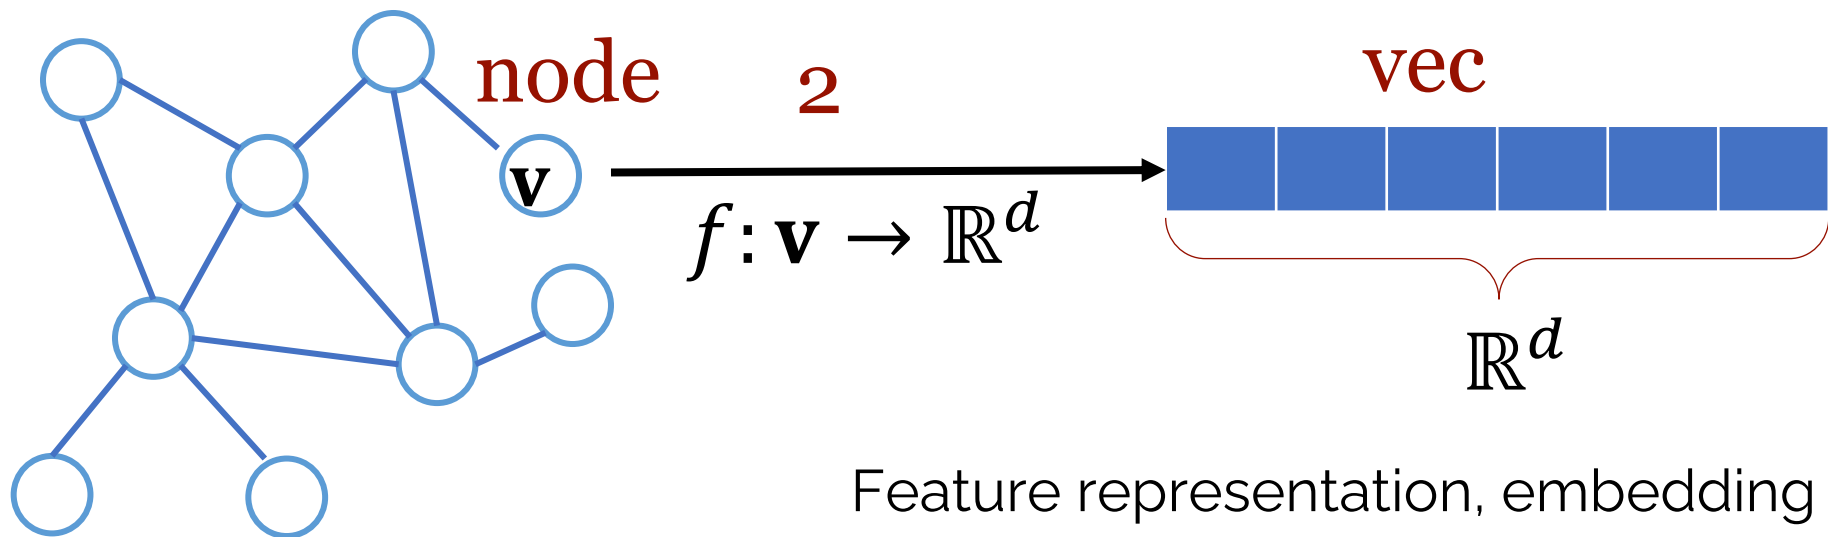 node 2 vec
v
f: v → ℝ^d
ℝ^d
Feature representation, embedding